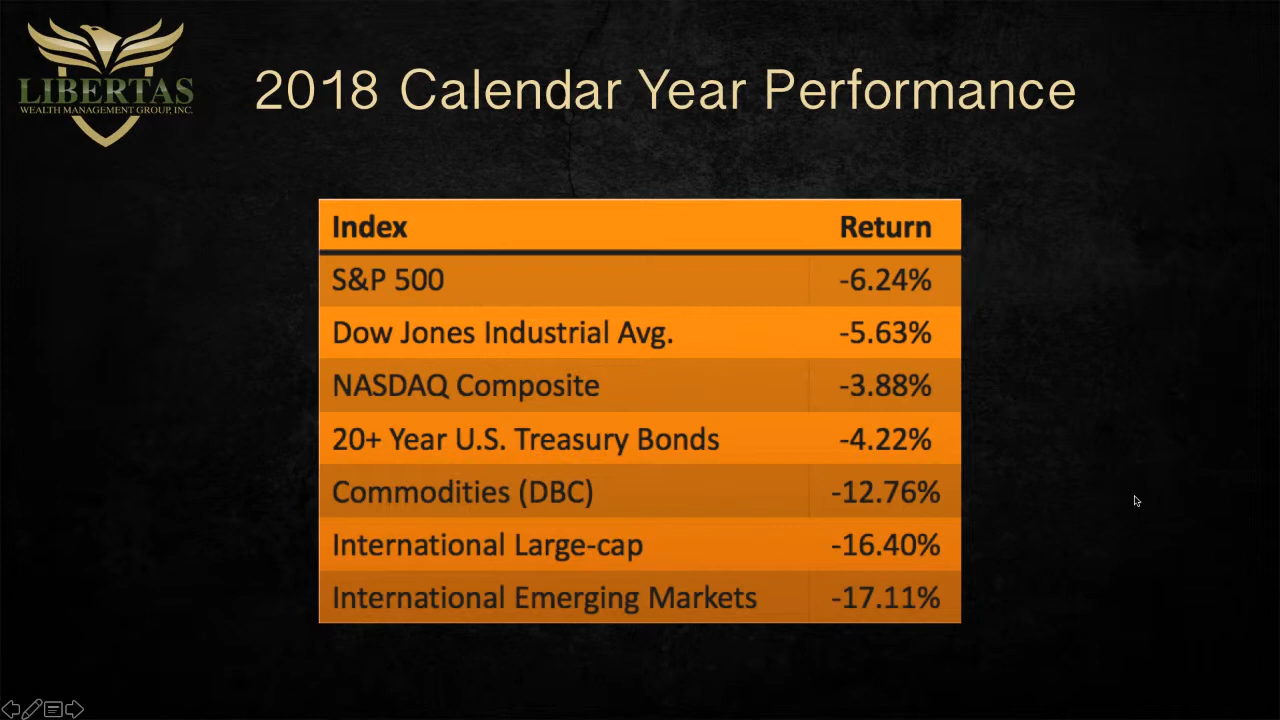 LIBERTAS
WEALTH MANAGEMENT GROUP, INC.
2018 Calendar Year Performance
Index Return
S&P 500 -6.24%
Dow Jones Industrial Avg. -5.63%
NASDAQ Composite -3.88%
20+ Year U.S. Treasury Bonds -4.22%
Commodities (DBC) -12.76%
International Large-cap -16.40%
International Emerging Markets -17.11%